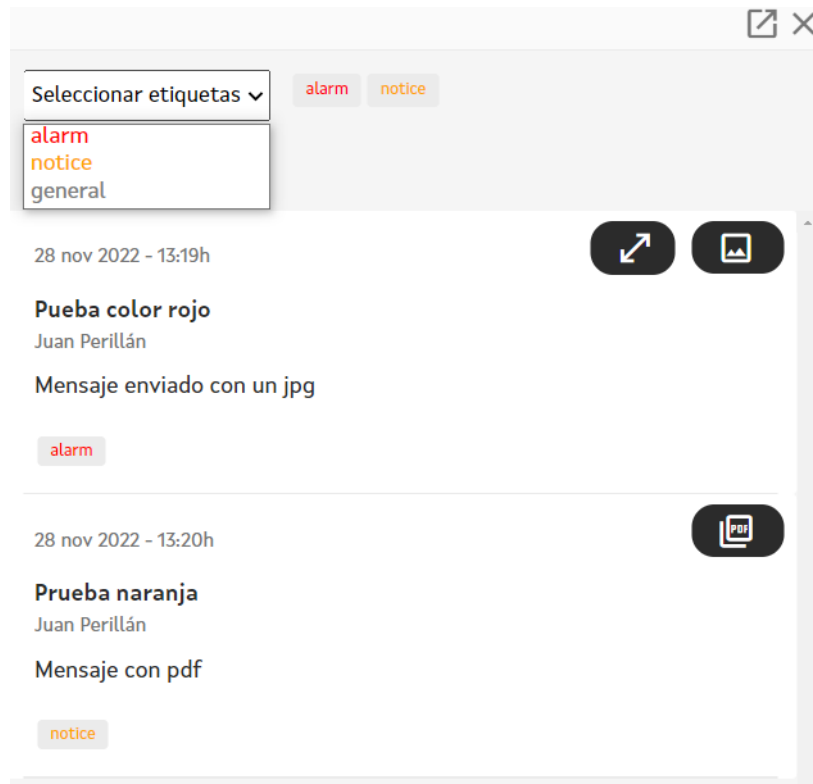 Seleccionar etiquetas
alarm notice
alarm
notice
general
28 nov 2022 - 13:19h
Pueba color rojo
Juan Perillán
Mensaje enviado con un jpg
alarm
28 nov 2022 - 13:20h
PDF
Prueba naranja
Juan Perillán
Mensaje con pdf
notice